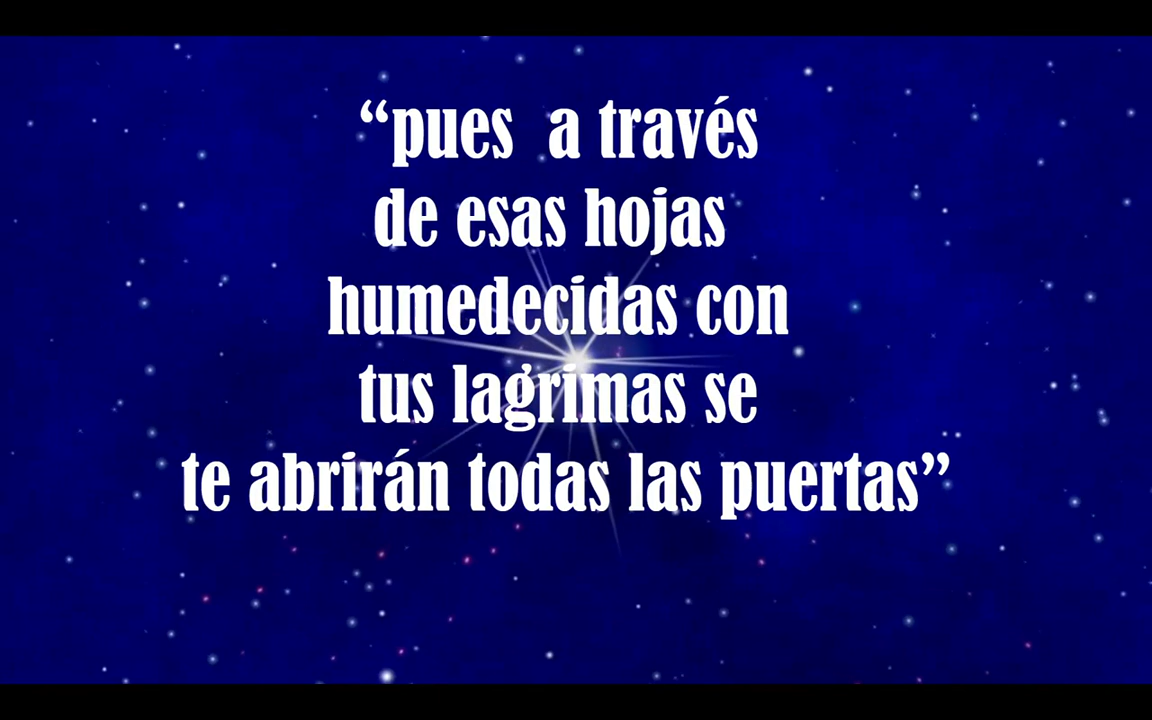 “pues a través
de esas hojas
humedecidas con
tus lagrimas se
te abrirán todas las puertas”